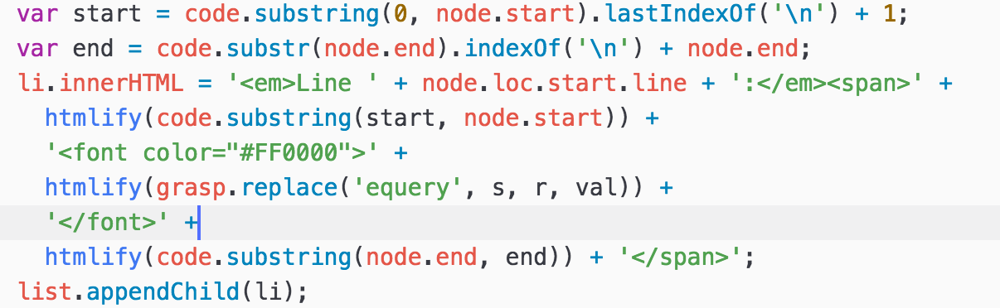 var start = code.substring(0, node.start).lastIndexOf('\n') + 1;
var end = code.substr(node.end).indexOf('\n') + node.end;
li.innerHTML = '<em>Line ' + node.loc.start.line + ':</em><span>' +
  htmlify(code.substring(start, node.start)) +
  '<font color="#FF0000">' +
  htmlify(grasp.replace('equery', s, r, val)) +
  '</font>' +
  htmlify(code.substring(node.end, end)) + '</span>';
list.appendChild(li);